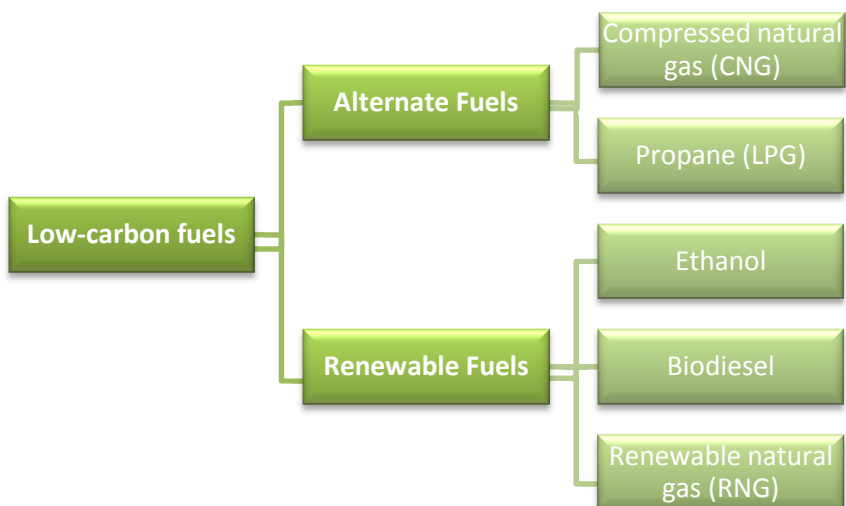 Compressed natural
gas (CNG)
Alternate Fuels
Propane (LPG)
Low-carbon fuels
Ethanol
Renewable Fuels
Biodiesel
Renewable natural
gas (RNG)